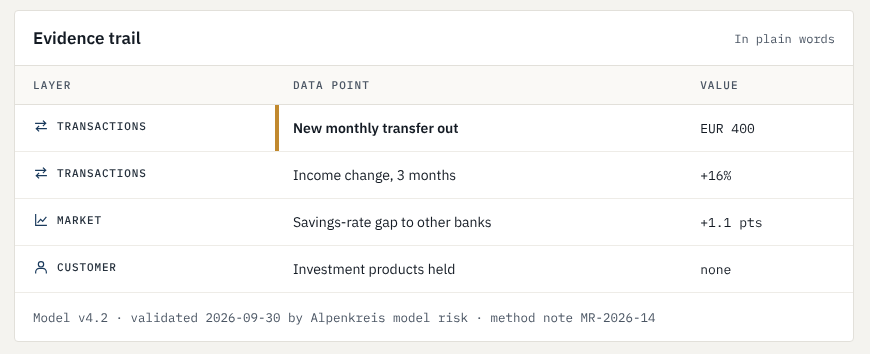 Evidence trail
In plain words
LAYER DATA POINT VALUE
TRANSACTIONS New monthly transfer out EUR 400
TRANSACTIONS Income change, 3 months +16%
MARKET Savings-rate gap to other banks +1.1 pts
CUSTOMER Investment products held none
Model v4.2 · validated 2026-09-30 by Alpenkreis model risk · method note MR-2026-14